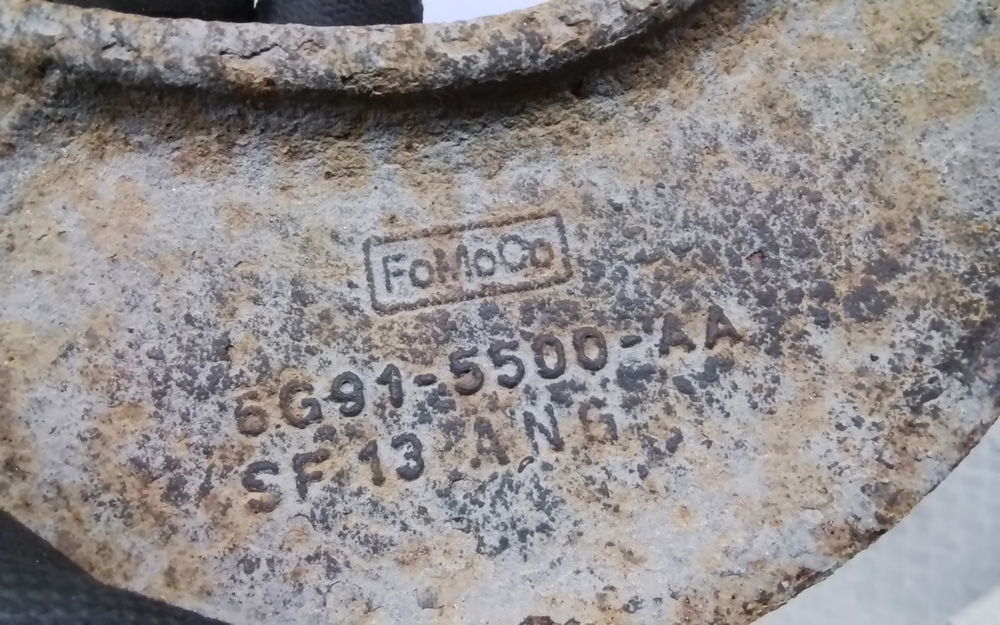 FoMoCo
6G91-5500-AA
SF 13 ANG